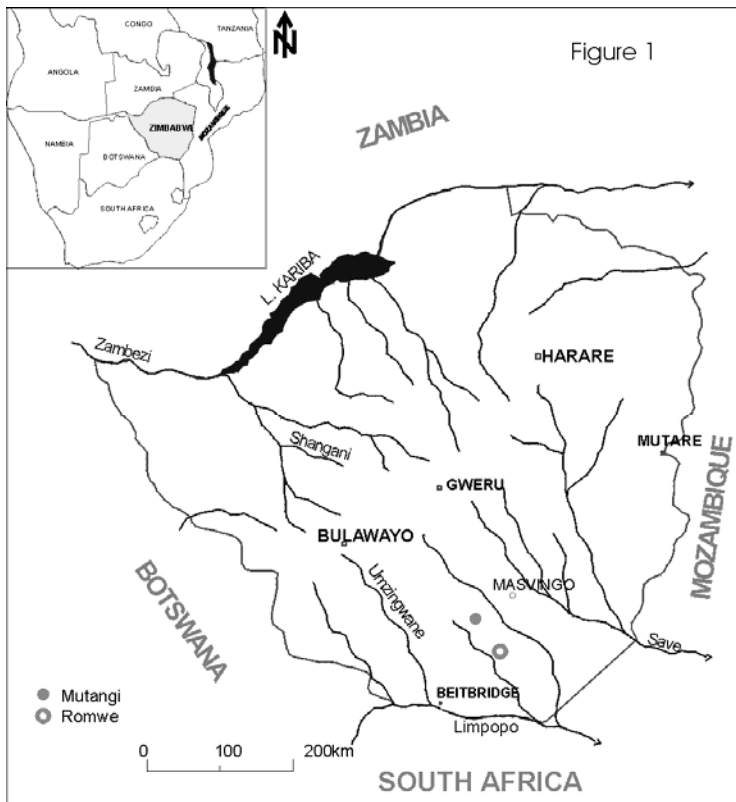 CONGO
TANZANIA
N
Figure 1
ANGOLA
ZAMBIA
ZIMBABWE
MOZAMBIQUE
NAMBIA
BOTSWANA
SOUTH AFRICA
ZAMBIA
L. KARIBA
Zambezi
HARARE
Shangani
MUTARE
GWERU
MOZAMBIQUE
BULAWAYO
Umzingwane
MASVINGO
BOTSWANA
Save
Mutangi
Romwe
BEITBRIDGE
Limpopo
0 100 200km
SOUTH AFRICA